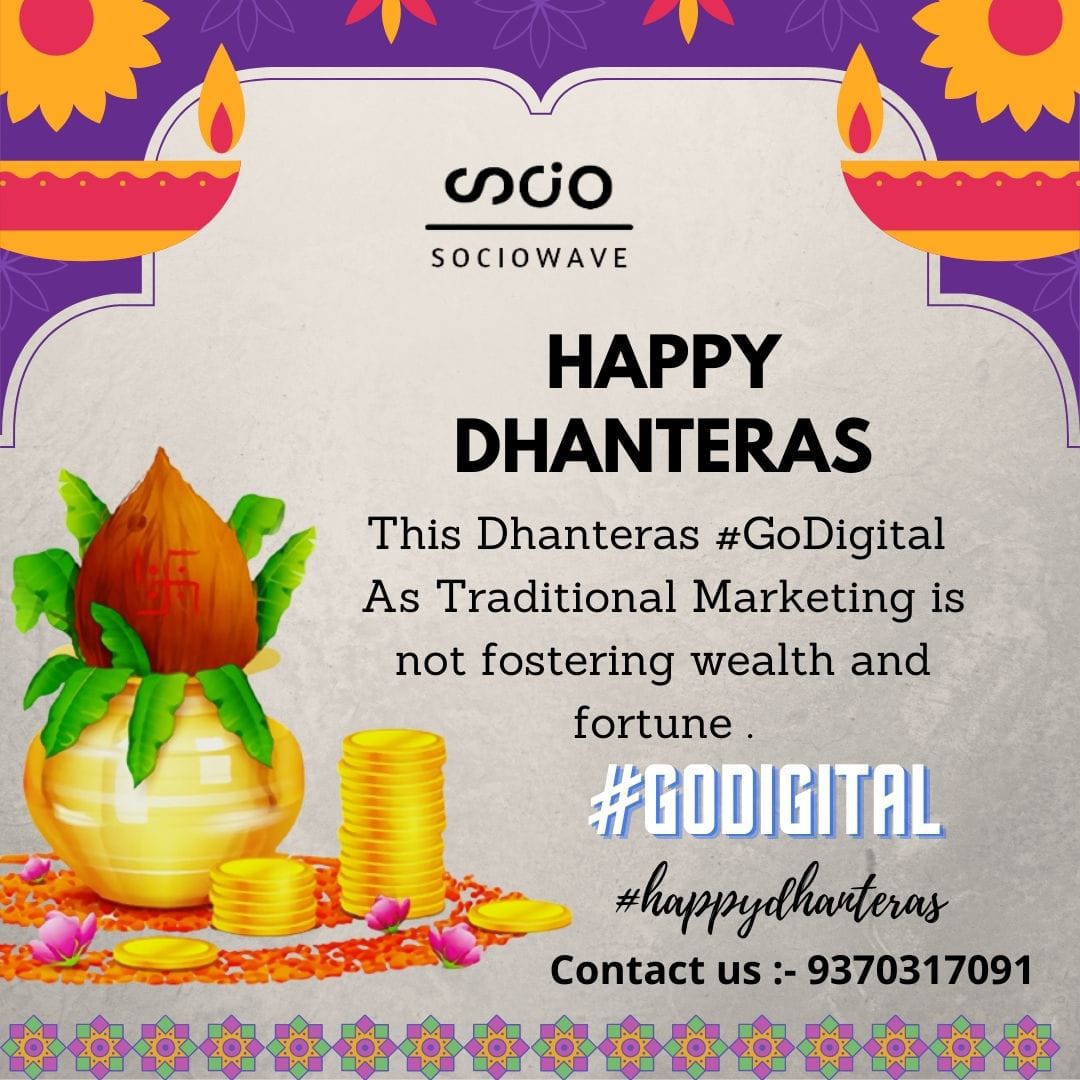 socio
SOCIOWAVE
HAPPY
DHANTERAS
This Dhanteras #GoDigital
As Traditional Marketing is
not fostering wealth and
fortune .
#GODIGITAL
#happydhanteras
Contact us :- 9370317091